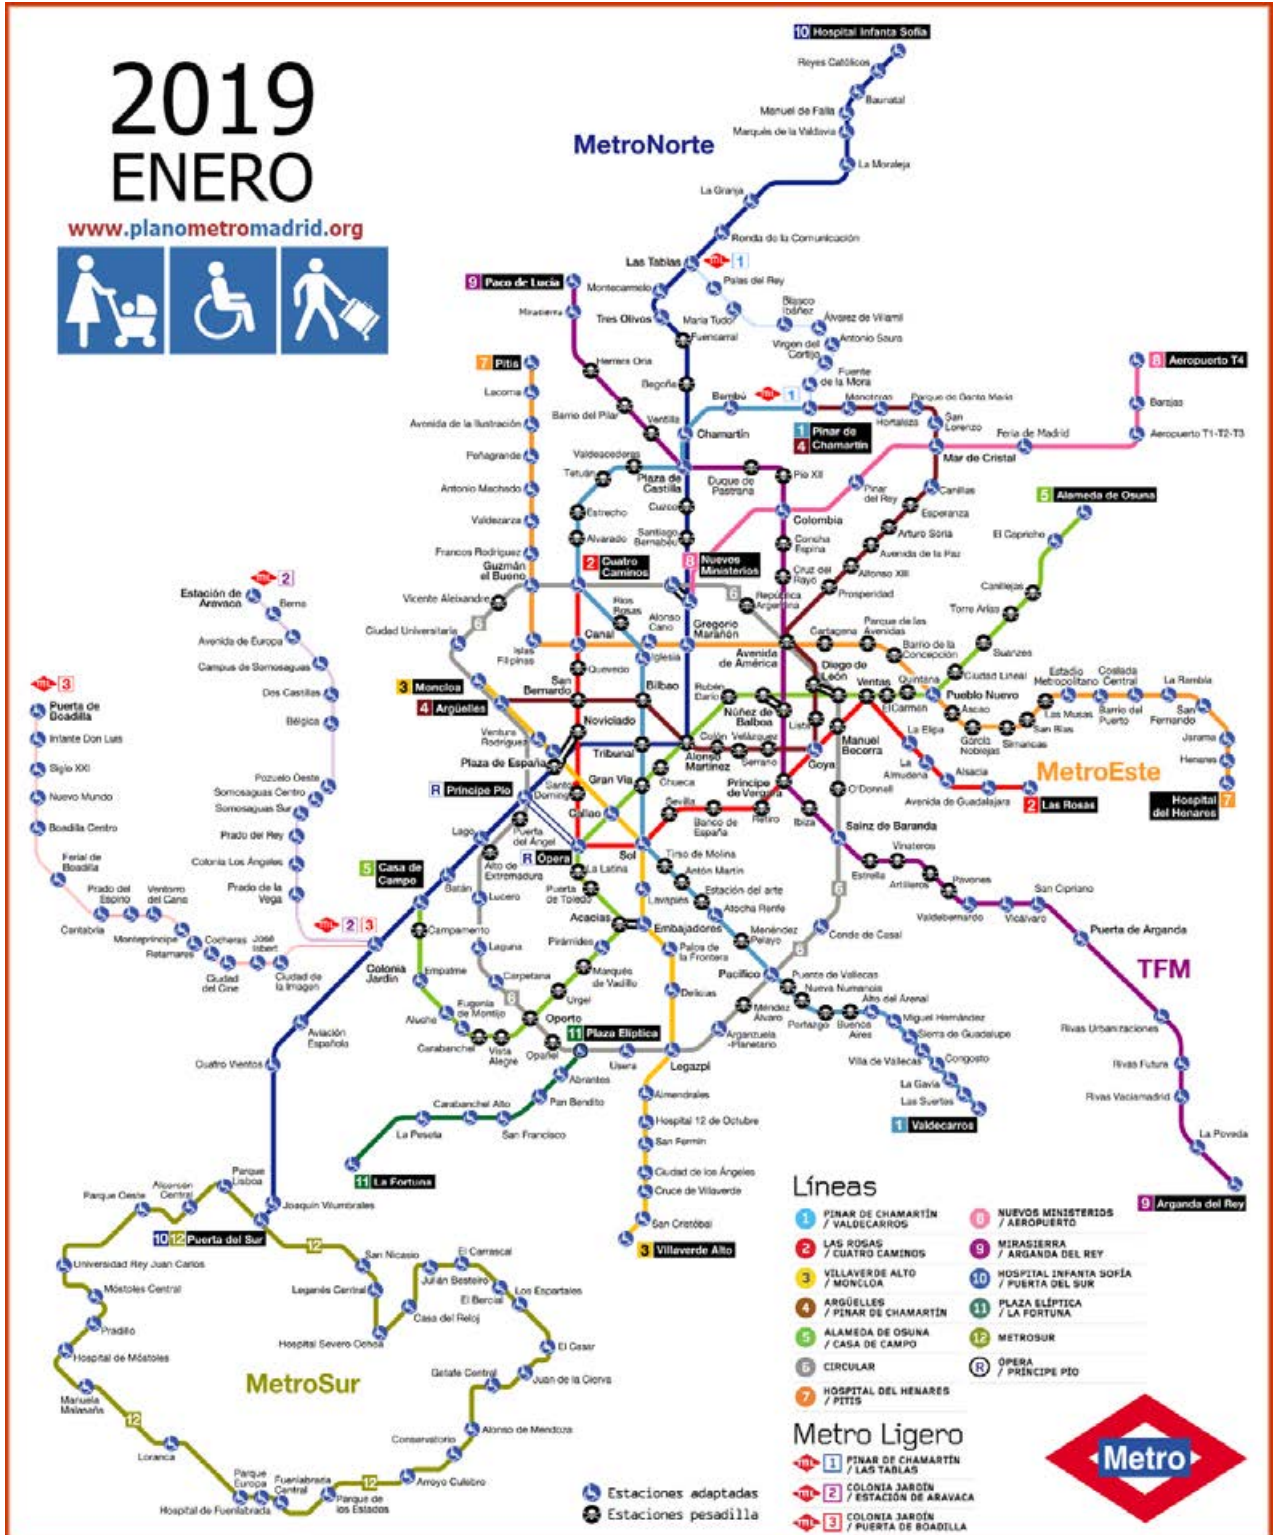 10 Hospital Infanta Sofía
Reyes Católicos
Baunatal
Manuel de Falla
Marqués de la Valdavia
La Moraleja
2019
ENERO
www.planometromadrid.org
MetroNorte
La Granja
Ronda de la Comunicación
Las Tablas
ML 1
Palas del Rey
9 Paco de Lucía
Montecarmelo
Mirasierra
Tres Olivos
María Tudor
Blasco
Ibáñez
Álvarez de Villamil
Fuencarral
Virgen del
Cortijo
Antonio Saura
7 Pitis
Herrera Oria
Fuente
de la Mora
8 Aeropuerto T4
Lacoma
Begoña
Bambú
ML 1
Manoteras
Parque de Santa María
Barajas
Barrio del Pilar
Ventilla
Hortaleza
San
Lorenzo
Avenida de la Ilustración
Chamartín
1 Pinar de
4 Chamartín
Feria de Madrid
Aeropuerto T1-T2-T3
Peñagrande
Valdeacederas
Tetuán
Plaza de
Castilla
Duque de
Pastrana
Pío XII
Mar de Cristal
Antonio Machado
Pinar
del Rey
Canillas
5 Alameda de Osuna
Valdezarza
Estrecho
Cuzco
Colombia
Esperanza
Arturo Soria
El Capricho
Francos Rodríguez
Alvarado
Santiago
Bernabéu
Concha
Espina
Avenida de la Paz
Guzmán
el Bueno
2 Cuatro
Caminos
8 Nuevos
Ministerios
Cruz del
Rayo
Alfonso XIII
Canillejas
ML 2
Estación de
Aravaca
Vicente Aleixandre
6
República
Argentina
Prosperidad
Torre Arias
Berna
Ciudad Universitaria
6
Ríos
Rosas
Alonso
Cano
Gregorio
Marañón
Cartagena
Parque de las
Avenidas
Avenida de Europa
Islas
Filipinas
Canal
Iglesia
Avenida
de América
Barrio de la
Concepción
Suanzes
Campus de Somosaguas
Quevedo
Diego de
León
Ciudad Lineal
Estadio
Metropolitano
Coslada
Central
La Rambla
ML 3
Puerta de
Boadilla
Dos Castillas
3 Moncloa
4 Argüelles
San
Bernardo
Bilbao
Rubén
Darío
Ventas
Quintana
El Carmen
Pueblo Nuevo
Infante Don Luis
Bélgica
Ventura
Rodríguez
Noviciado
Núñez de
Balboa
Lista
Ascao
García
Noblejas
Simancas
San Blas
Las Musas
Barrio del
Puerto
San
Fernando
Siglo XXI
Plaza de España
Tribunal
Alonso
Martínez
Colón
Velázquez
Serrano
Goya
Manuel
Becerra
La Elipa
Jarama
Pozuelo Oeste
La
Almudena
Alsacia
MetroEste
Henares
Nuevo Mundo
Somosaguas Centro
Somosaguas Sur
R Príncipe Pío
Santo
Domingo
Gran Vía
Chueca
Príncipe
de Vergara
O'Donnell
Avenida de Guadalajara
2 Las Rosas
Hospital
del Henares 7
Boadilla Centro
Prado del Rey
Lago
Puerta
del Ángel
Callao
Sevilla
Banco de
España
Retiro
Ibiza
Sainz de Baranda
Ferial de
Boadilla
Colonia Los Ángeles
5 Casa de
Campo
Alto de
Extremadura
R Ópera
Sol
Tirso de Molina
Vinateros
Prado del
Espino
Ventorro
del Cano
Prado de la
Vega
Batán
Lucero
La Latina
Antón Martín
Estrella
Artilleros
Pavones
San Cipriano
Puerta
de Toledo
Lavapiés
Estación del arte
6
Valdebernardo
Vicálvaro
Cantabria
Montepríncipe
Retamares
Cocheras
José
Isbert
ML 2 3
Campamento
Acacias
Embajadores
Atocha Renfe
Conde de Casal
Puerta de Arganda
Ciudad
del Cine
Ciudad de
la Imagen
Colonia
Jardín
Laguna
Pirámides
Palos de
la Frontera
Menéndez
Pelayo
6
Empalme
Carpetana
Marqués
de Vadillo
Pacífico
Puente de Vallecas
TFM
Eugenia
de Montijo
6
Urgel
Delicias
Nueva Numancia
Alto del Arenal
Aluche
Oporto
Méndez
Álvaro
Portazgo
Buenos
Aires
Miguel Hernández
Aviación
Española
Carabanchel
Vista
Alegre
Opañel
11 Plaza Elíptica
Arganzuela
-Planetario
Sierra de Guadalupe
Rivas Urbanizaciones
Cuatro Vientos
Usera
Legazpi
Villa de Vallecas
Congosto
Rivas Futura
Abrantes
Almendrales
La Gavia
Las Suertes
Rivas Vaciamadrid
Carabanchel Alto
Pan Bendito
Hospital 12 de Octubre
1 Valdecarros
La Peseta
San Francisco
San Fermín
La Poveda
Parque
Lisboa
11 La Fortuna
Ciudad de los Ángeles
Alcorcón
Central
Parque Oeste
Joaquín Vilumbrales
Cruce de Villaverde
9 Arganda del Rey
10 12 Puerta del Sur
12
San Cristóbal
3 Villaverde Alto
San Nicasio
El Carrascal
Universidad Rey Juan Carlos
Julián Besteiro
Móstoles Central
Leganés Central
El Bercial
Los Espartales
Pradillo
Casa del Reloj
Hospital Severo Ochoa
El Casar
Hospital de Móstoles
MetroSur
Getafe Central
Juan de la Cierva
Manuela
Malasaña
12
Alonso de Mendoza
Loranca
Conservatorio
Parque
Europa
Fuenlabrada
Central
12
Arroyo Culebro
Hospital de Fuenlabrada
Parque de
los Estados
Estaciones adaptadas
Estaciones pesadilla
Líneas
1 PINAR DE CHAMARTÍN
/ VALDECARROS
2 LAS ROSAS
/ CUATRO CAMINOS
3 VILLAVERDE ALTO
/ MONCLOA
4 ARGÜELLES
/ PINAR DE CHAMARTÍN
5 ALAMEDA DE OSUNA
/ CASA DE CAMPO
6 CIRCULAR
7 HOSPITAL DEL HENARES
/ PITIS
8 NUEVOS MINISTERIOS
/ AEROPUERTO
9 MIRASIERRA
/ ARGANDA DEL REY
10 HOSPITAL INFANTA SOFÍA
/ PUERTA DEL SUR
11 PLAZA ELÍPTICA
/ LA FORTUNA
12 METROSUR
R ÓPERA
/ PRÍNCIPE PÍO
Metro Ligero
ML 1 PINAR DE CHAMARTÍN
/ LAS TABLAS
ML 2 COLONIA JARDÍN
/ ESTACIÓN DE ARAVACA
ML 3 COLONIA JARDÍN
/ PUERTA DE BOADILLA
Metro